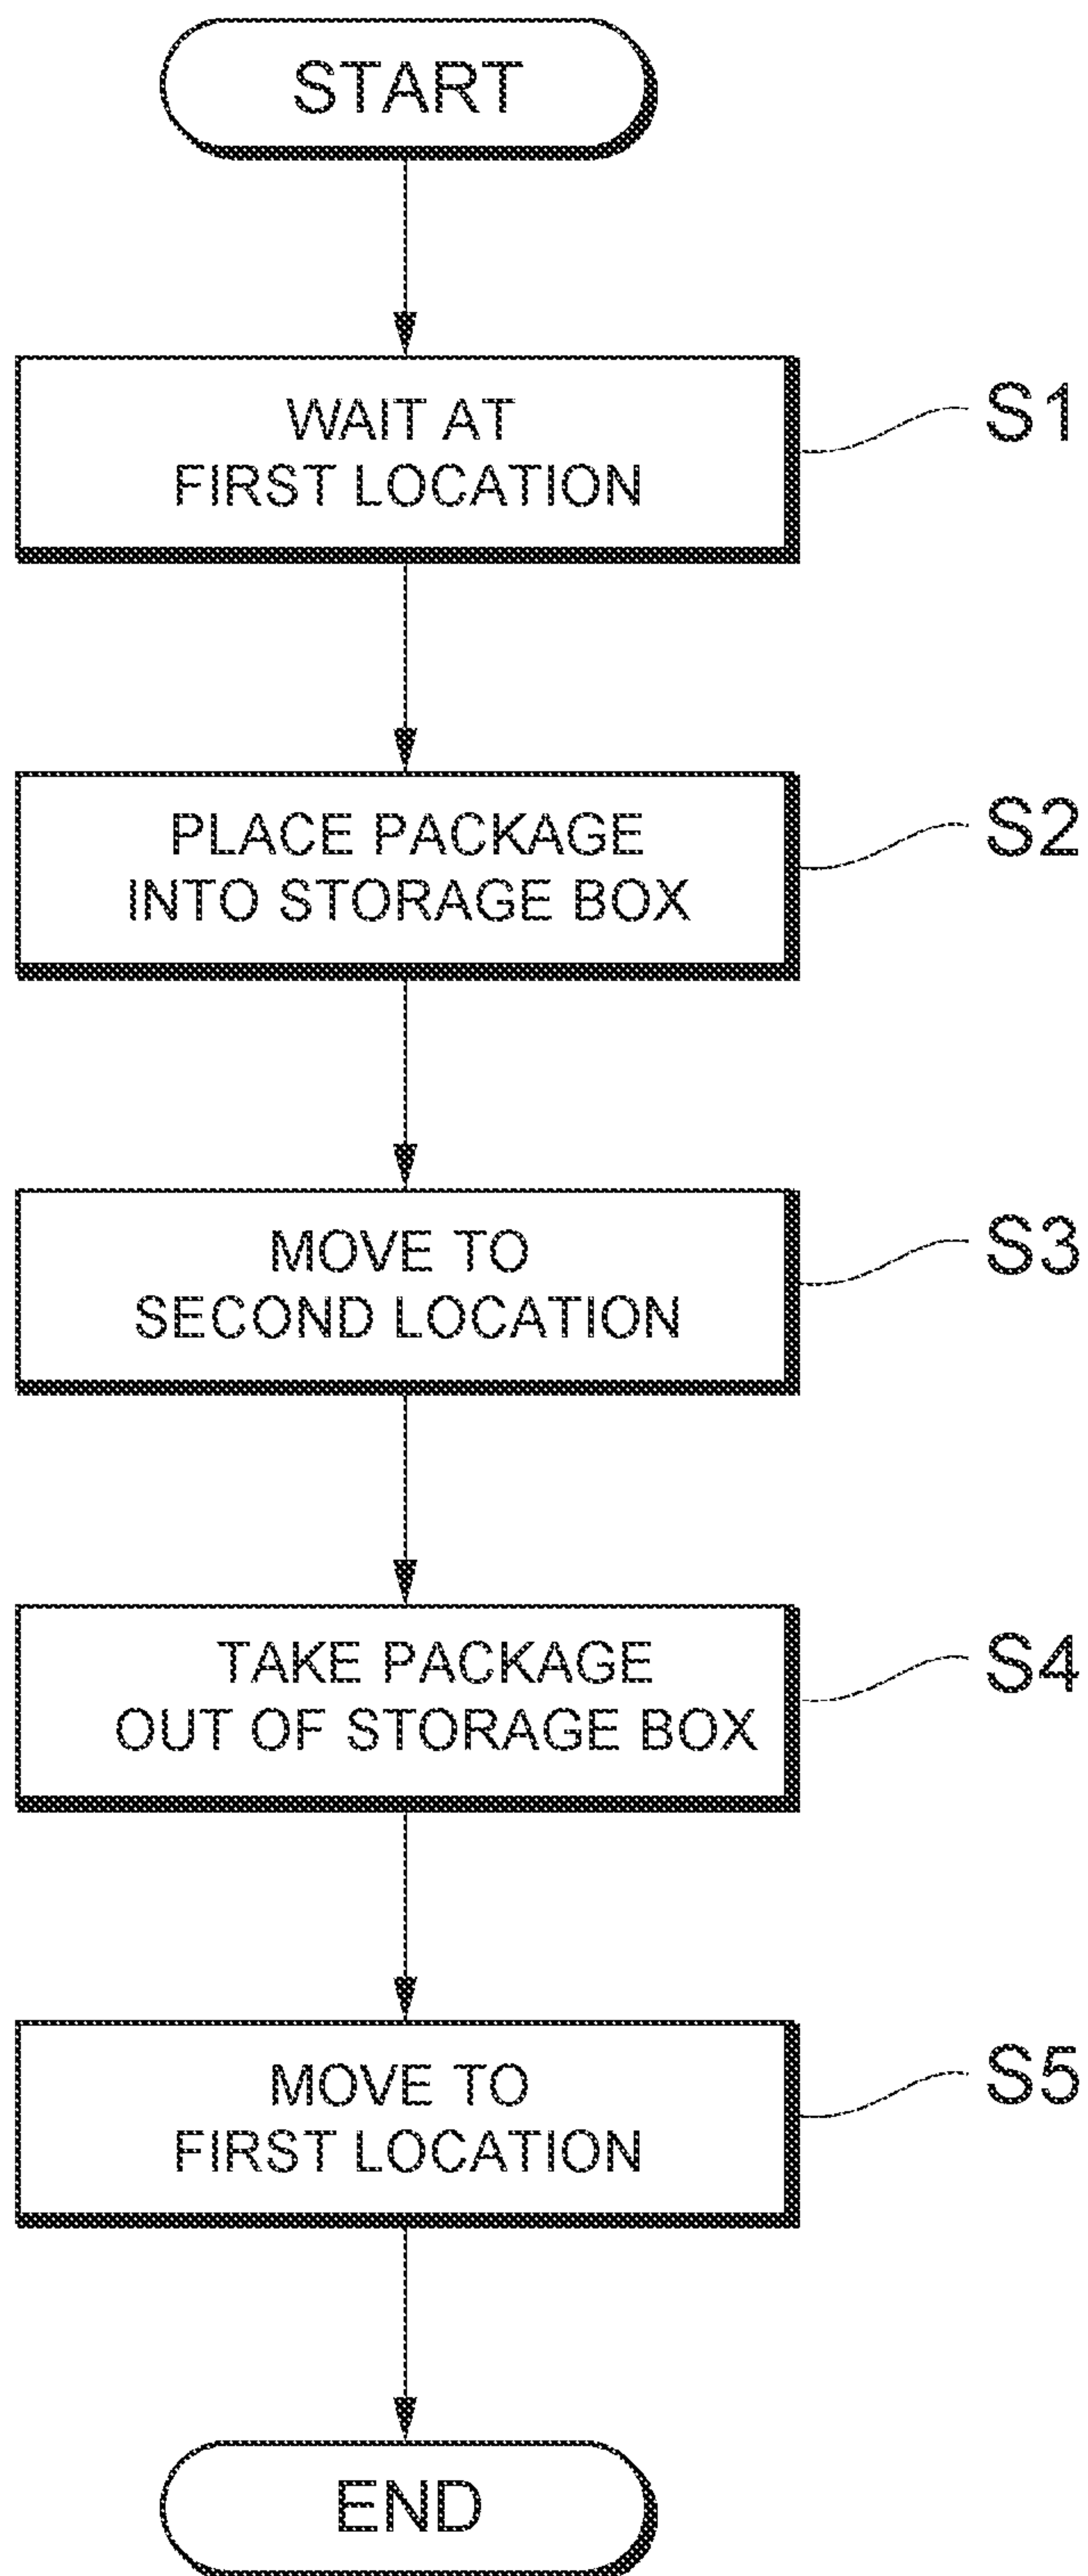 START
WAIT AT
FIRST LOCATION
S1
PLACE PACKAGE
INTO STORAGE BOX
S2
MOVE TO
SECOND LOCATION
S3
TAKE PACKAGE
OUT OF STORAGE BOX
S4
MOVE TO
FIRST LOCATION
S5
END